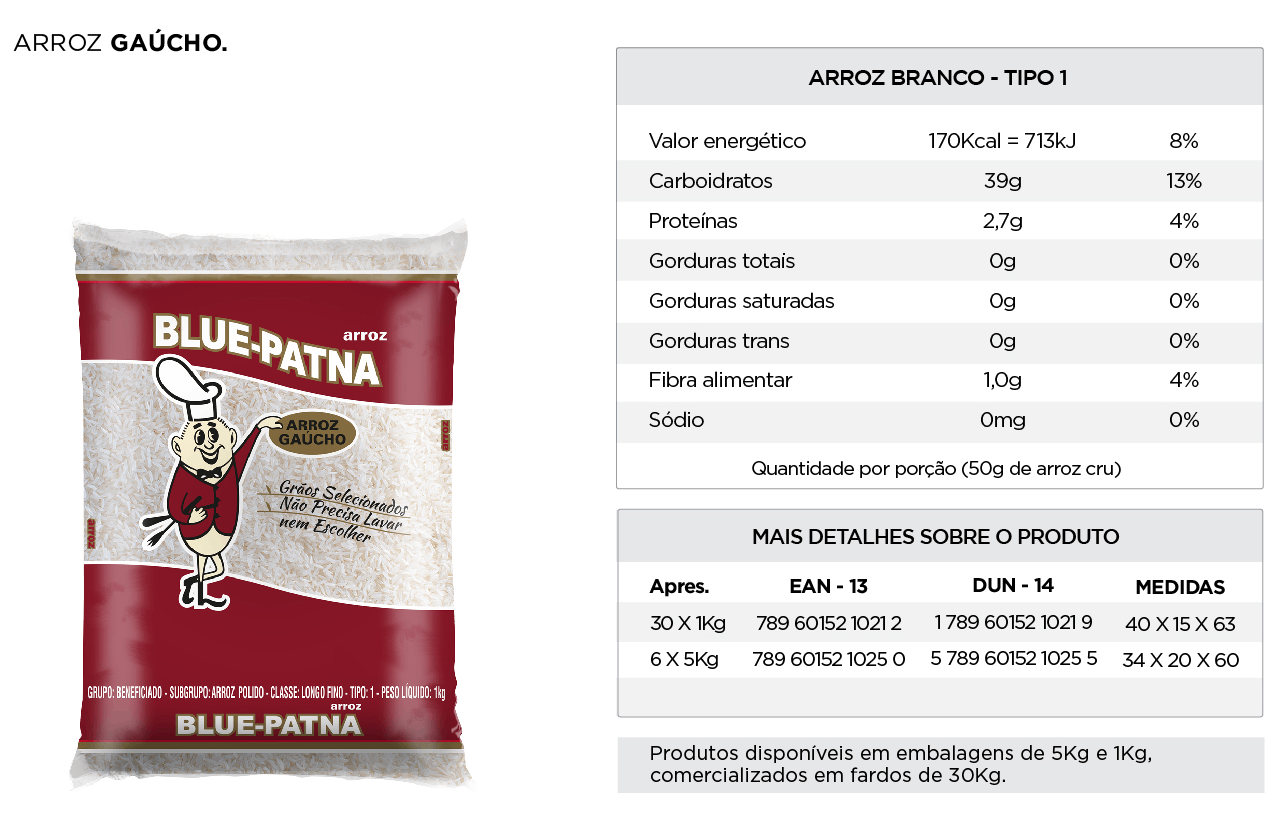 ARROZ GAÚCHO.
arroz
BLUE-PATNA
ARROZ
GAÚCHO
arroz
Grãos Selecionados
Não Precisa Lavar
nem Escolher
arroz
GRUPO: BENEFICIADO - SUBGRUPO: ARROZ POLIDO - CLASSE: LONGO FINO - TIPO: 1 - PESO LÍQUIDO: 1kg
arroz
BLUE-PATNA
ARROZ BRANCO - TIPO 1
Valor energético 170Kcal = 713kJ 8%
Carboidratos 39g 13%
Proteínas 2,7g 4%
Gorduras totais 0g 0%
Gorduras saturadas 0g 0%
Gorduras trans 0g 0%
Fibra alimentar 1,0g 4%
Sódio 0mg 0%
Quantidade por porção (50g de arroz cru)
MAIS DETALHES SOBRE O PRODUTO
Apres. EAN - 13 DUN - 14 MEDIDAS
30 X 1Kg 789 60152 1021 2 1 789 60152 1021 9 40 X 15 X 63
6 X 5Kg 789 60152 1025 0 5 789 60152 1025 5 34 X 20 X 60
Produtos disponíveis em embalagens de 5Kg e 1Kg,
comercializados em fardos de 30Kg.